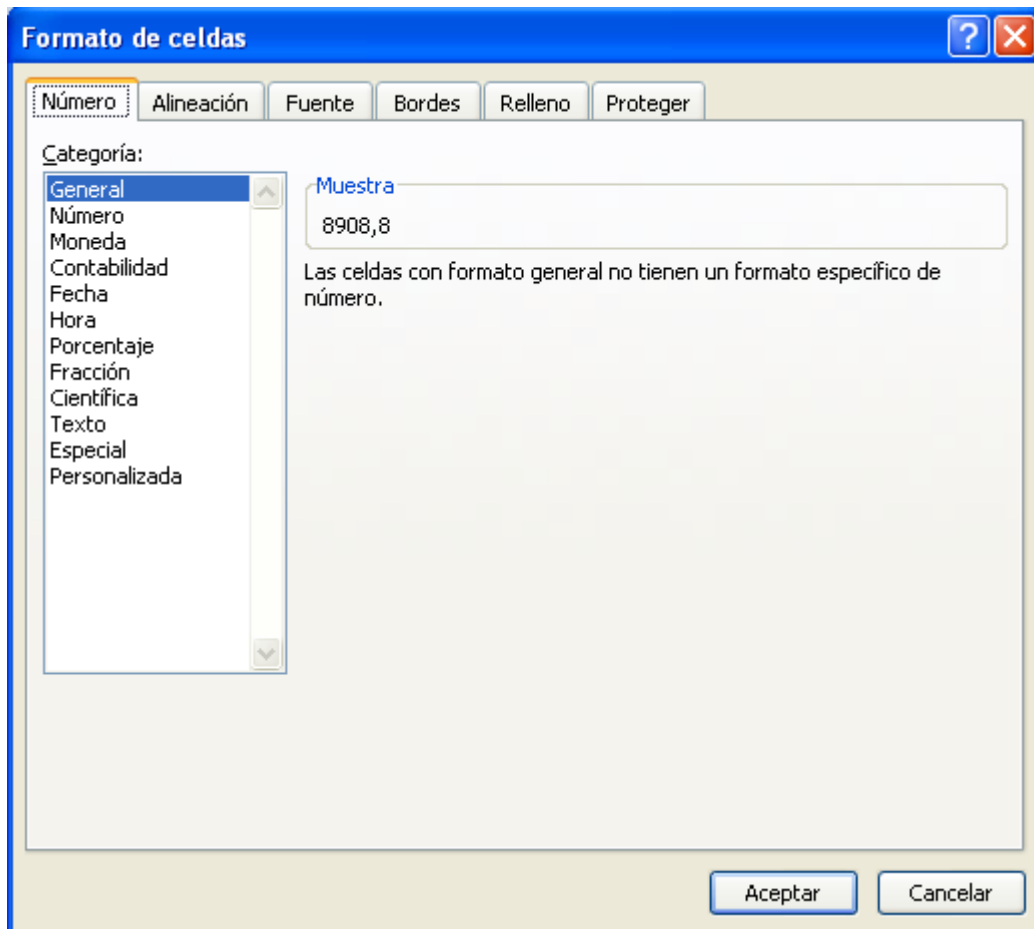 Formato de celdas
Número
Alineación
Fuente
Bordes
Relleno
Proteger
Categoría:
General
Número
Moneda
Contabilidad
Fecha
Hora
Porcentaje
Fracción
Científica
Texto
Especial
Personalizada
Muestra
8908,8
Las celdas con formato general no tienen un formato específico de
número.
Aceptar
Cancelar